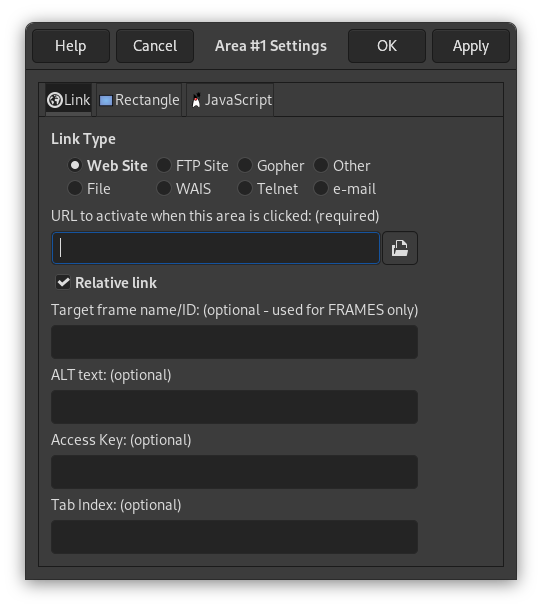 Help Cancel Area #1 Settings OK Apply
Link Rectangle JavaScript
Link Type
Web Site FTP Site Gopher Other
File WAIS Telnet e-mail
URL to activate when this area is clicked: (required)
Relative link
Target frame name/ID: (optional - used for FRAMES only)
ALT text: (optional)
Access Key: (optional)
Tab Index: (optional)